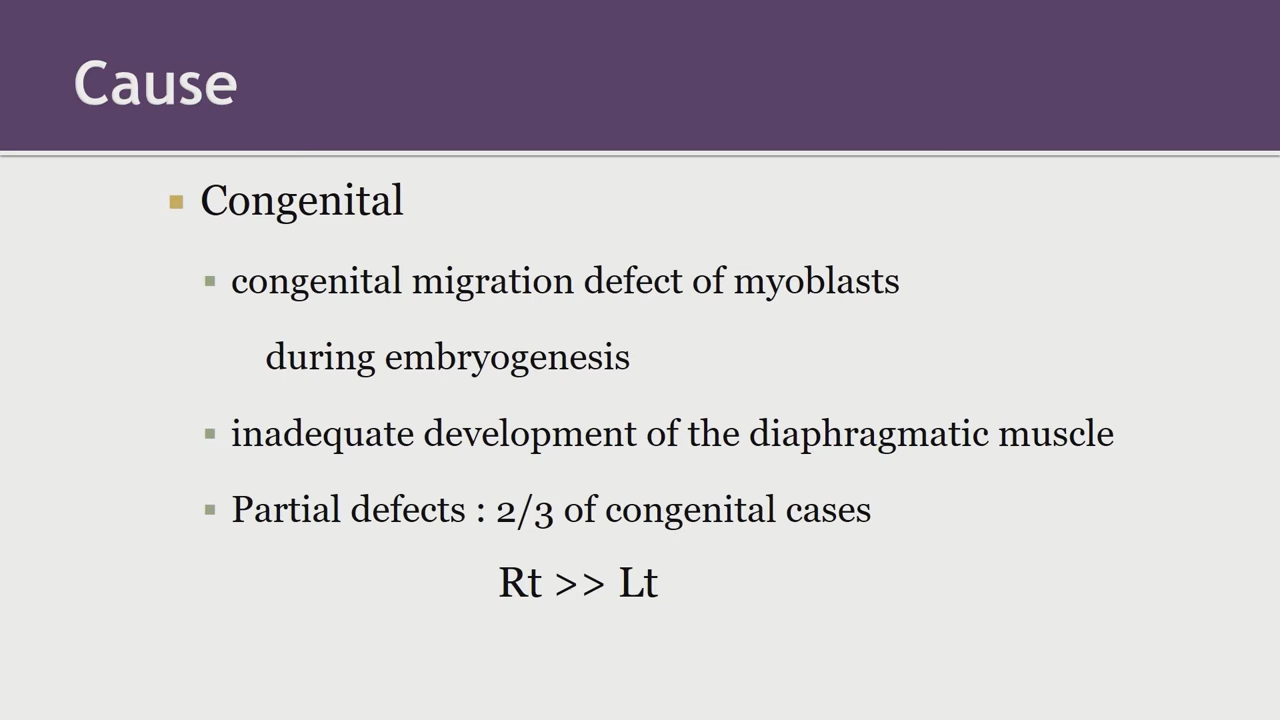 Cause
Congenital
congenital migration defect of myoblasts
during embryogenesis
inadequate development of the diaphragmatic muscle
Partial defects : 2/3 of congenital cases
Rt >> Lt